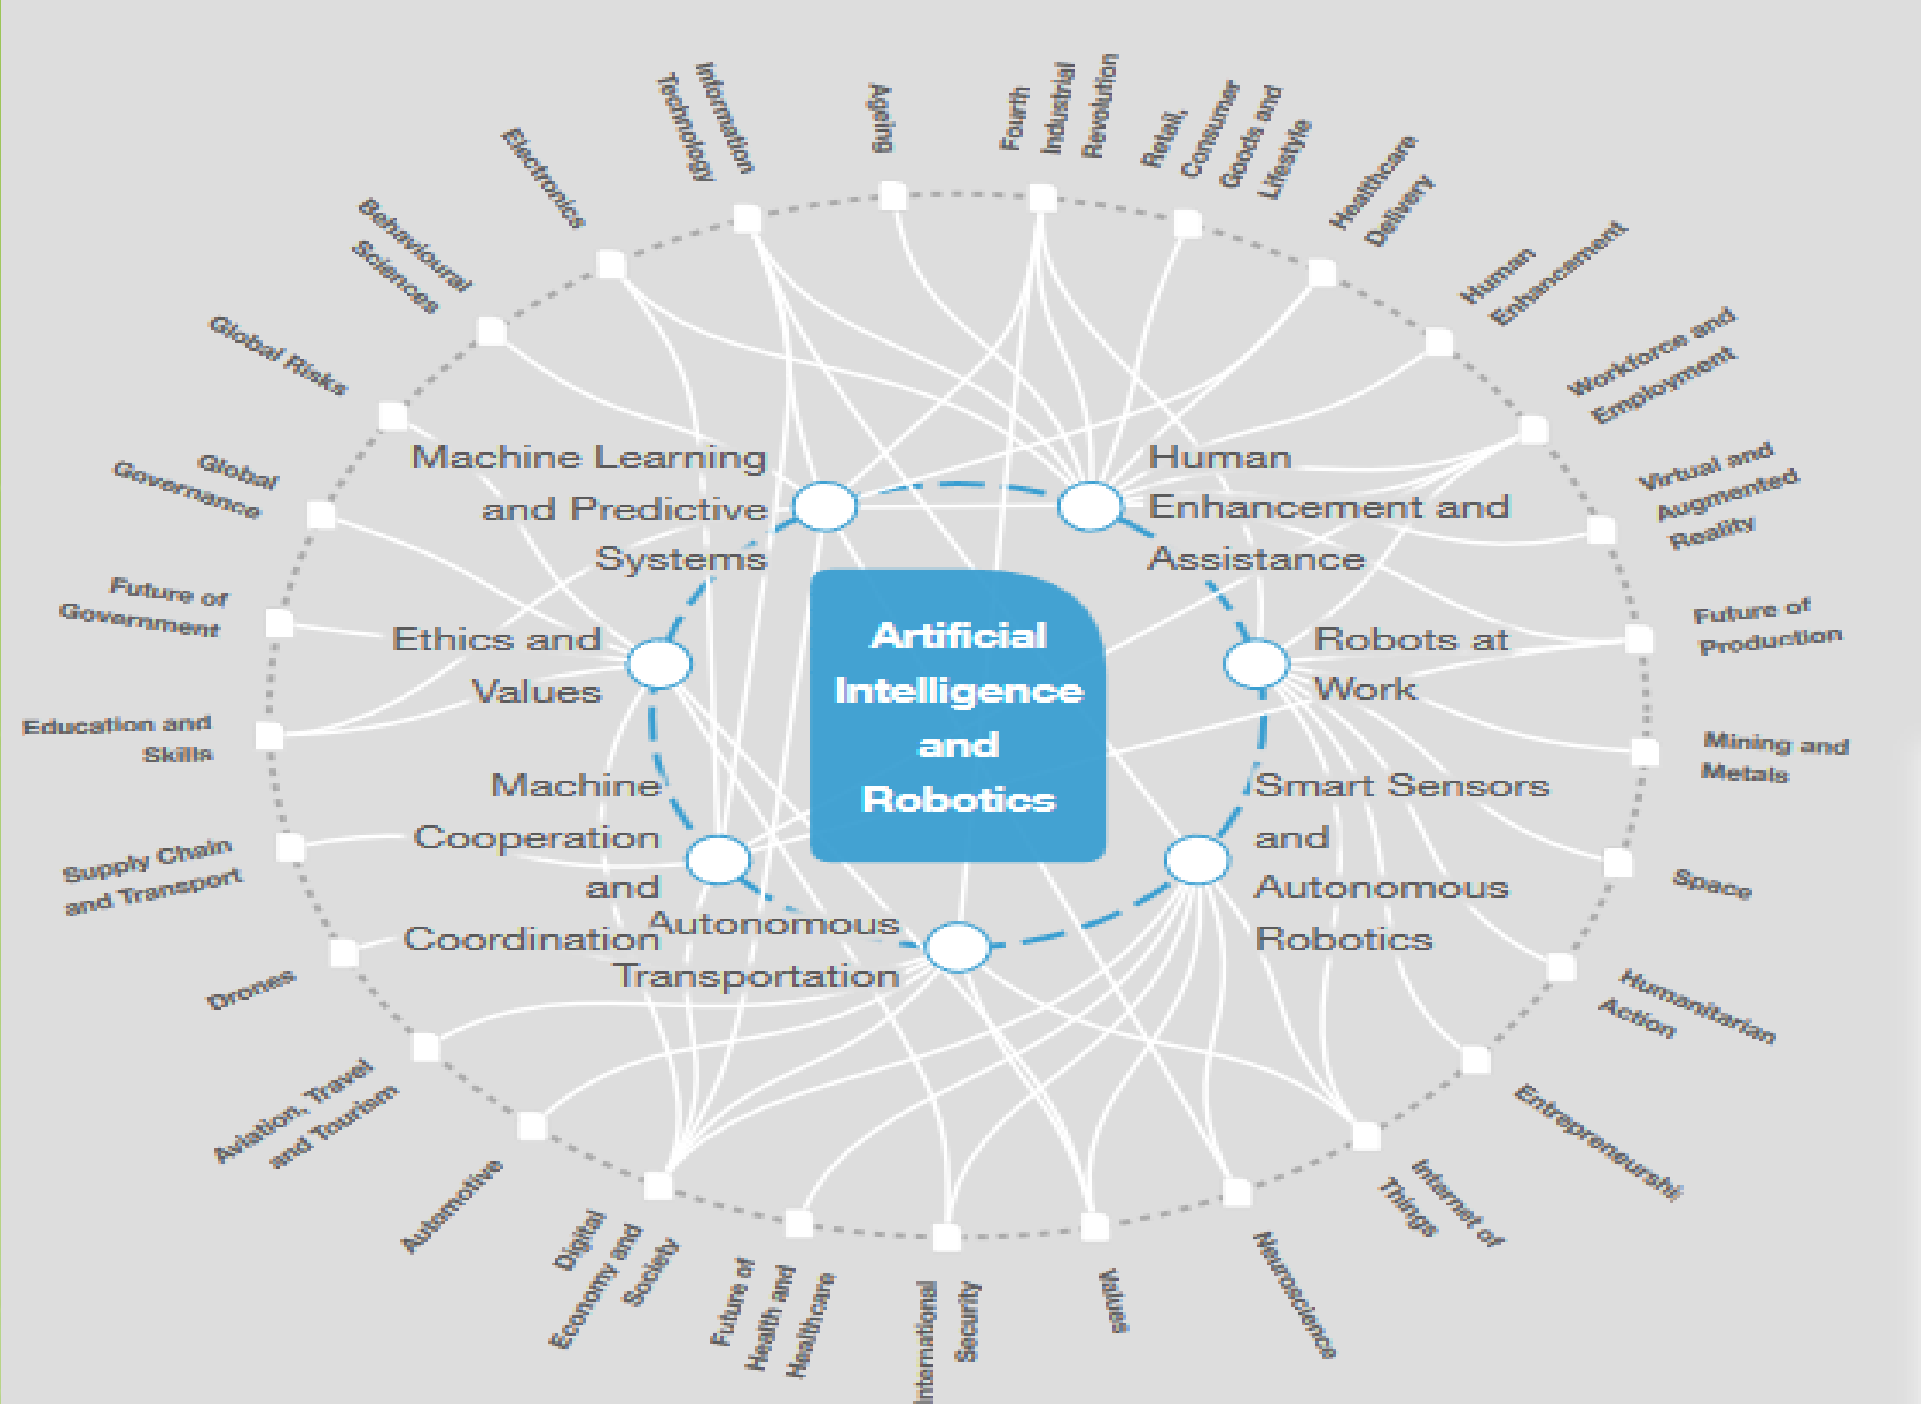 Information
Technology
Ageing
Fourth
Industrial
Revolution
Retail,
Consumer
Goods and
Lifestyle
Healthcare
Delivery
Human
Enhancement
Workforce and
Employment
Virtual and
Augmented
Reality
Future of
Production
Mining and
Metals
Space
Humanitarian
Action
Entrepreneurshi
Internet of
Things
Neuroscience
Values
International
Security
Future of
Health and
Healthcare
Digital
Economy and
Society
Automotive
Aviation, Travel
and Tourism
Drones
Supply Chain
and Transport
Education and
Skills
Future of
Government
Global
Governance
Global Risks
Behavioural
Sciences
Electronics
Machine Learning
and Predictive
Systems
Human
Enhancement and
Assistance
Ethics and
Values
Robots at
Work
Machine
Cooperation
and
Coordination
Smart Sensors
and
Autonomous
Robotics
Autonomous
Transportation
Artificial
Intelligence
and
Robotics